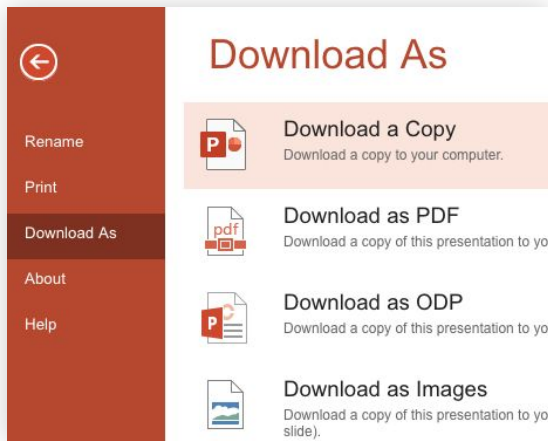 Download As
Rename
Print
Download As
About
Help
P
Download a Copy
Download a copy to your computer.
pdf
Download as PDF
Download a copy of this presentation to yo
P
Download as ODP
Download a copy of this presentation to yo
Download as Images
Download a copy of this presentation to yo
slide).